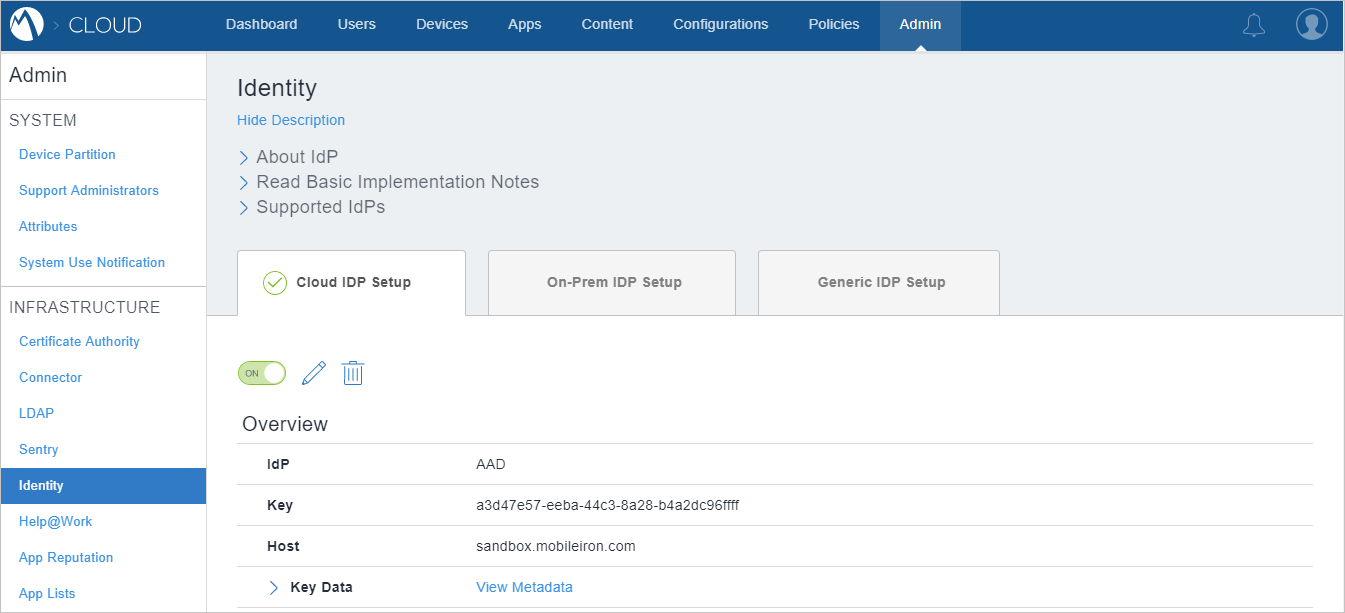 CLOUD
Dashboard Users Devices Apps Content Configurations Policies Admin
Admin
SYSTEM
Device Partition
Support Administrators
Attributes
System Use Notification
INFRASTRUCTURE
Certificate Authority
Connector
LDAP
Sentry
Identity
Help@Work
App Reputation
App Lists
Identity
Hide Description
About IdP
Read Basic Implementation Notes
Supported IdPs
Cloud IDP Setup On-Prem IDP Setup Generic IDP Setup
ON
Overview
IdP AAD
Key a3d47e57-eeba-44c3-8a28-b4a2dc96ffff
Host sandbox.mobileiron.com
Key Data View Metadata